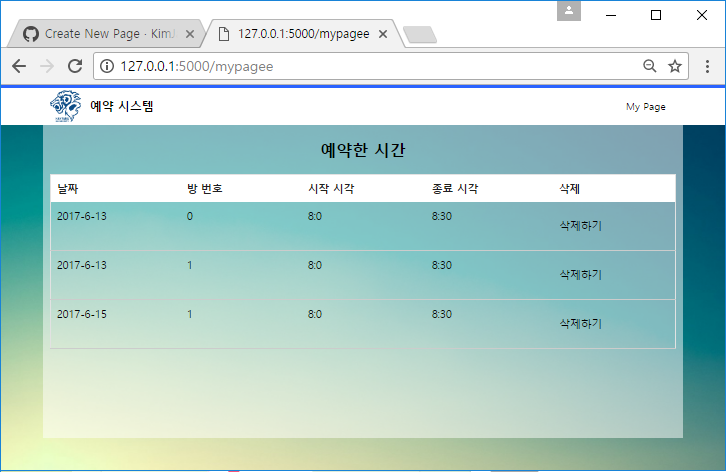 Create New Page · KimJ
127.0.0.1:5000/mypagee
127.0.0.1:5000/mypagee
예약 시스템
My Page
예약한 시간
날짜 방 번호 시작 시각 종료 시각 삭제
2017-6-13 0 8:0 8:30 삭제하기
2017-6-13 1 8:0 8:30 삭제하기
2017-6-15 1 8:0 8:30 삭제하기